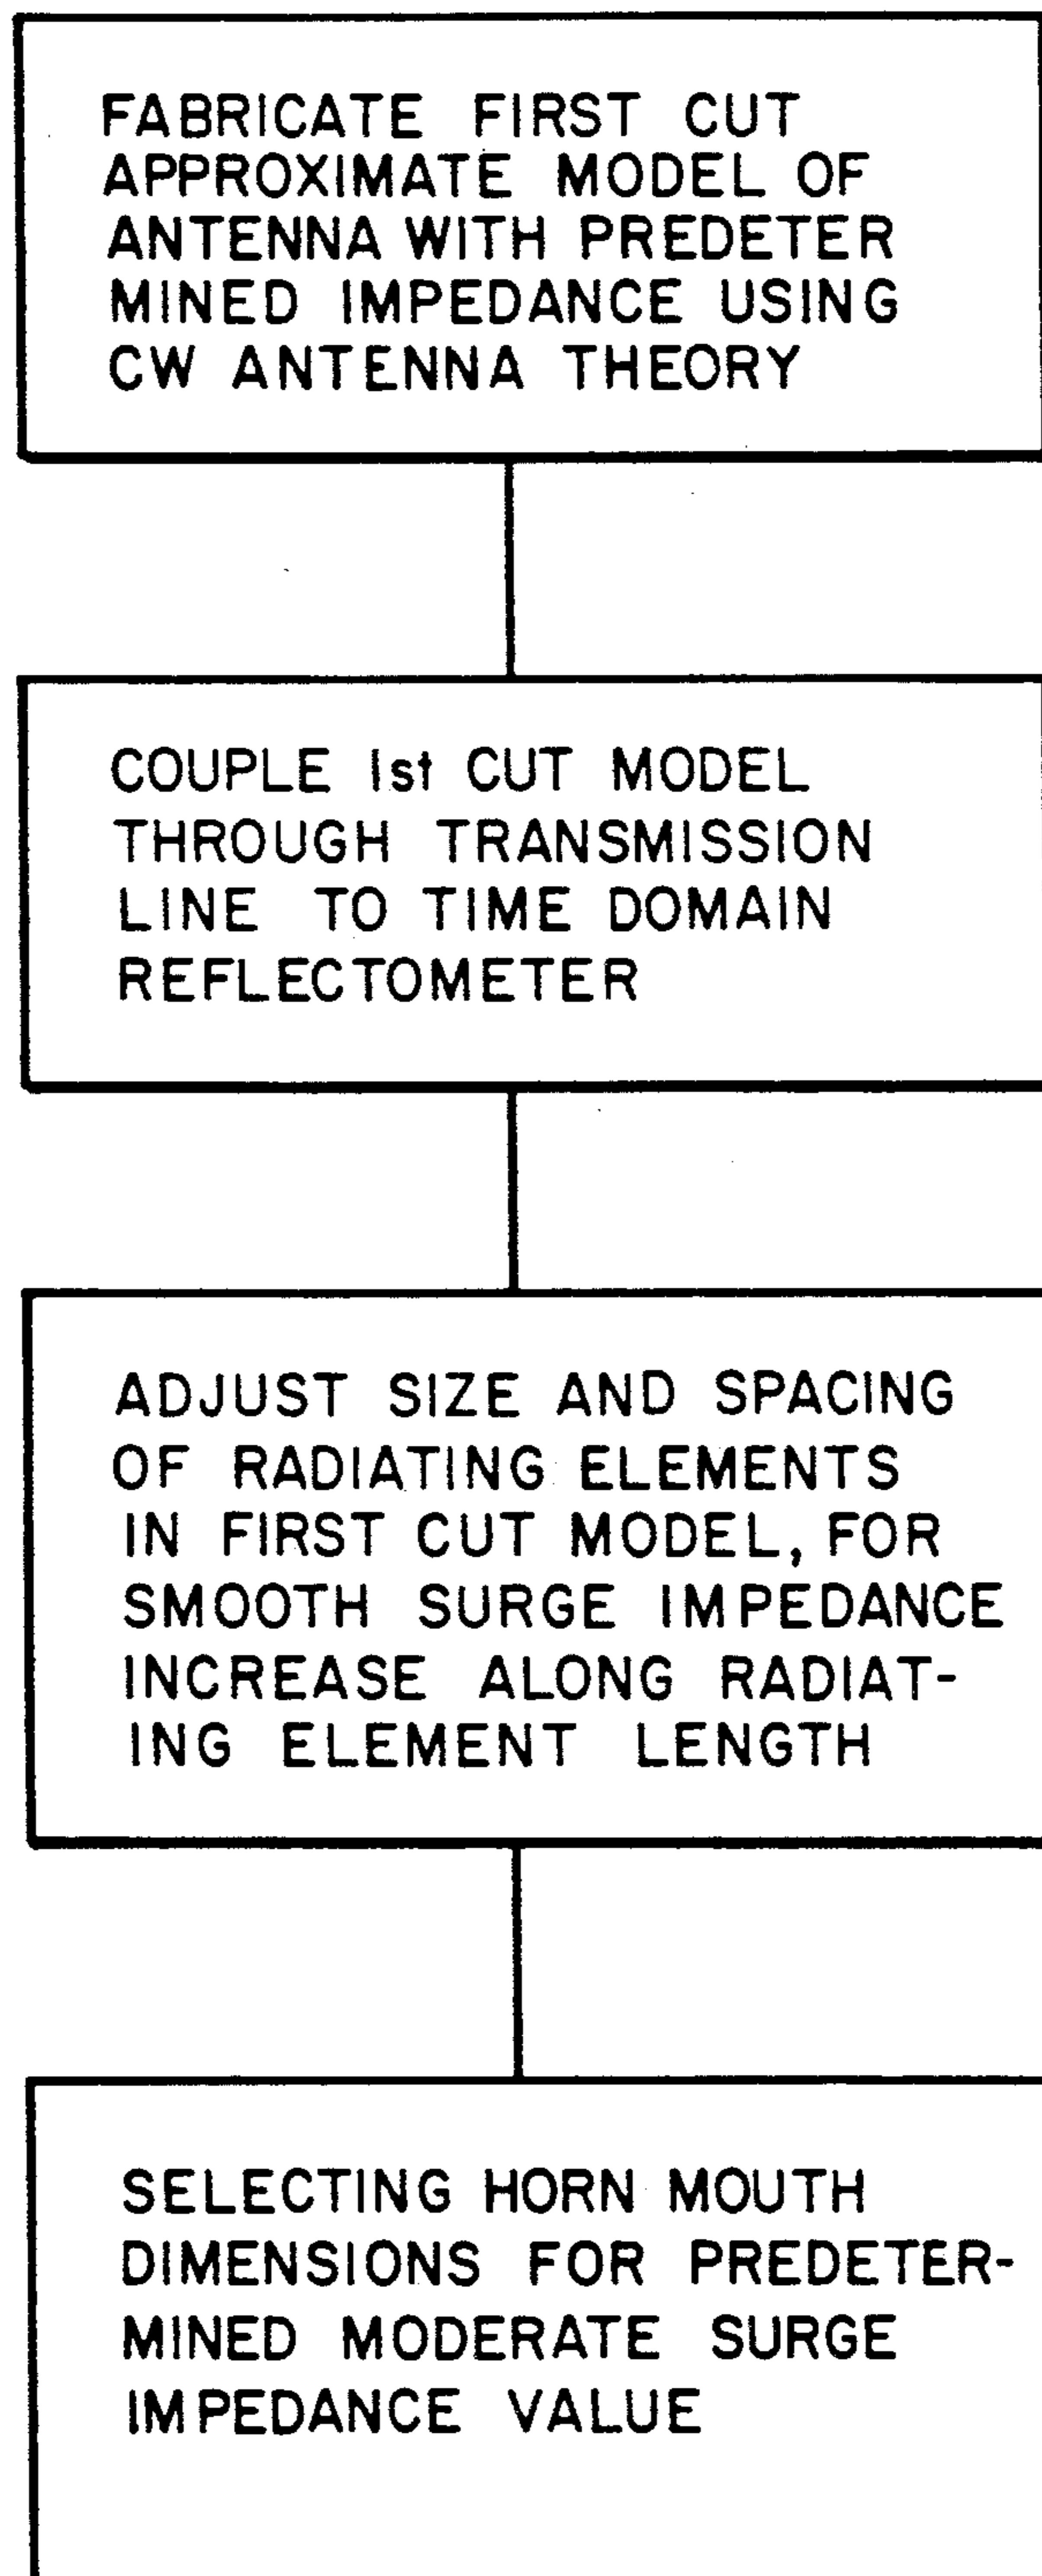 FABRICATE FIRST CUT
APPROXIMATE MODEL OF
ANTENNA WITH PREDETER
MINED IMPEDANCE USING
CW ANTENNA THEORY
COUPLE 1st CUT MODEL
THROUGH TRANSMISSION
LINE TO TIME DOMAIN
REFLECTOMETER
ADJUST SIZE AND SPACING
OF RADIATING ELEMENTS
IN FIRST CUT MODEL, FOR
SMOOTH SURGE IMPEDANCE
INCREASE ALONG RADIAT-
ING ELEMENT LENGTH
SELECTING HORN MOUTH
DIMENSIONS FOR PREDETER-
MINED MODERATE SURGE
IMPEDANCE VALUE